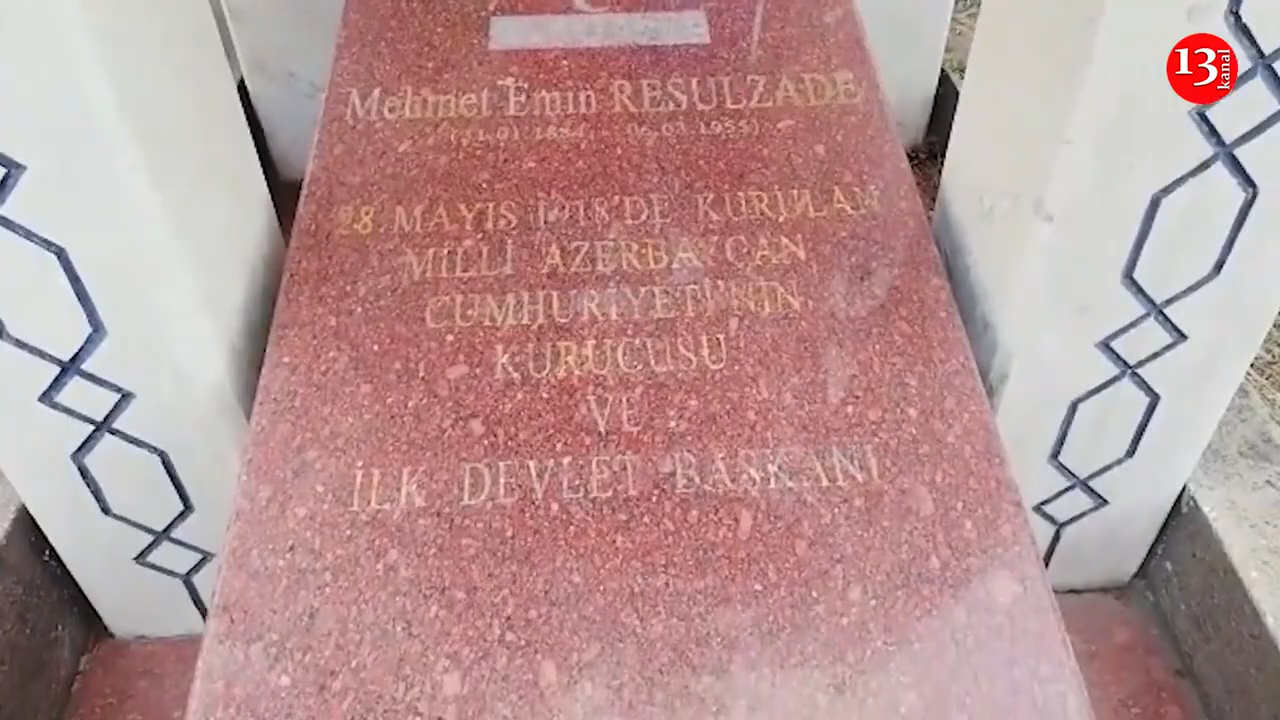 13
kanal
Mehmet Emin RESULZADE
28 MAYIS 1918'DE KURULAN
MİLLİ AZERBAYCAN
CUMHURİYETİ'NİN
KURUCUSU
VE
İLK DEVLET BAŞKANI